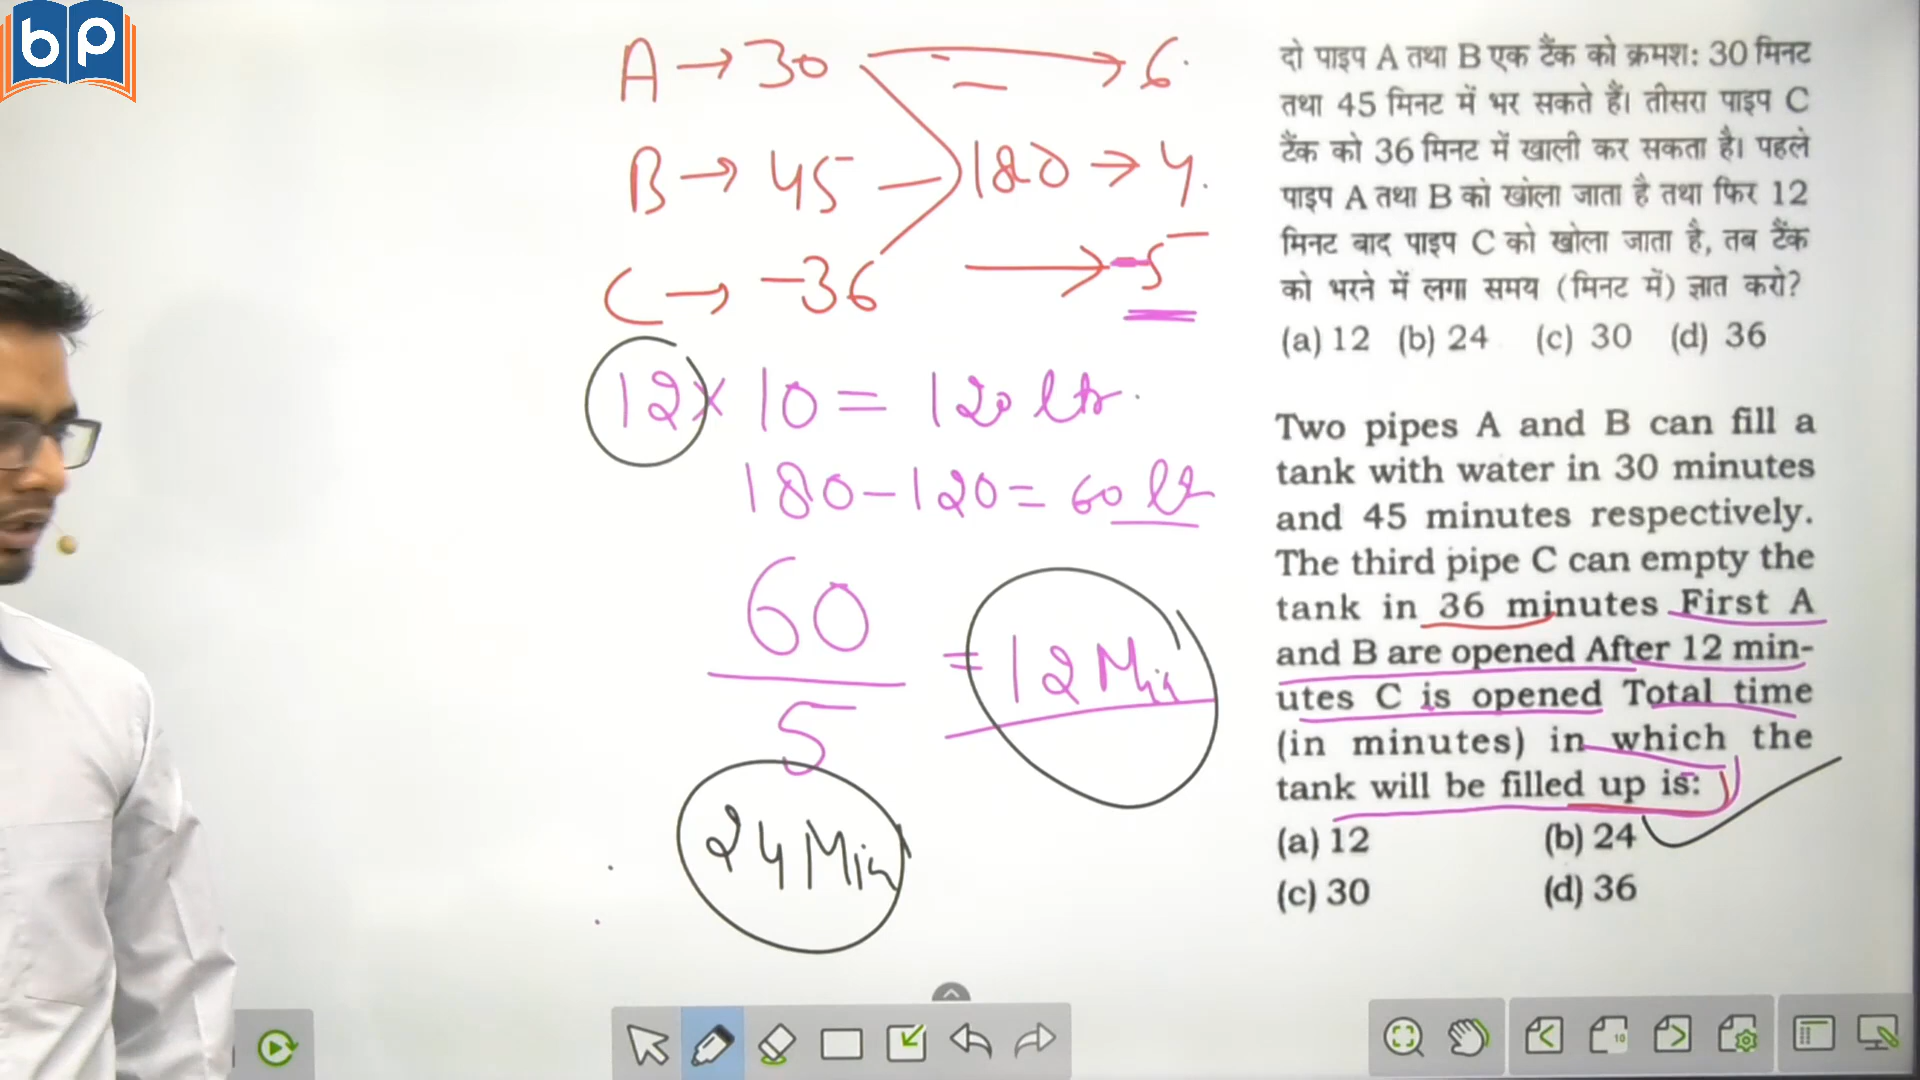 bp
A → 30 → 6
B → 45 180 → 4
C → -36 → -5
12 × 10 = 120 ltr.
180 - 120 = 60 ltr
60
5
= 12 Min
24 Min
दो पाइप A तथा B एक टैंक को क्रमश: 30 मिनट
तथा 45 मिनट में भर सकते हैं। तीसरा पाइप C
टैंक को 36 मिनट में खाली कर सकता है। पहले
पाइप A तथा B को खोला जाता है तथा फिर 12
मिनट बाद पाइप C को खोला जाता है, तब टैंक
को भरने में लगा समय (मिनट में) ज्ञात करो?
(a) 12 (b) 24 (c) 30 (d) 36
Two pipes A and B can fill a
tank with water in 30 minutes
and 45 minutes respectively.
The third pipe C can empty the
tank in 36 minutes First A
and B are opened After 12 min-
utes C is opened Total time
(in minutes) in which the
tank will be filled up is:
(a) 12 (b) 24
(c) 30 (d) 36
10